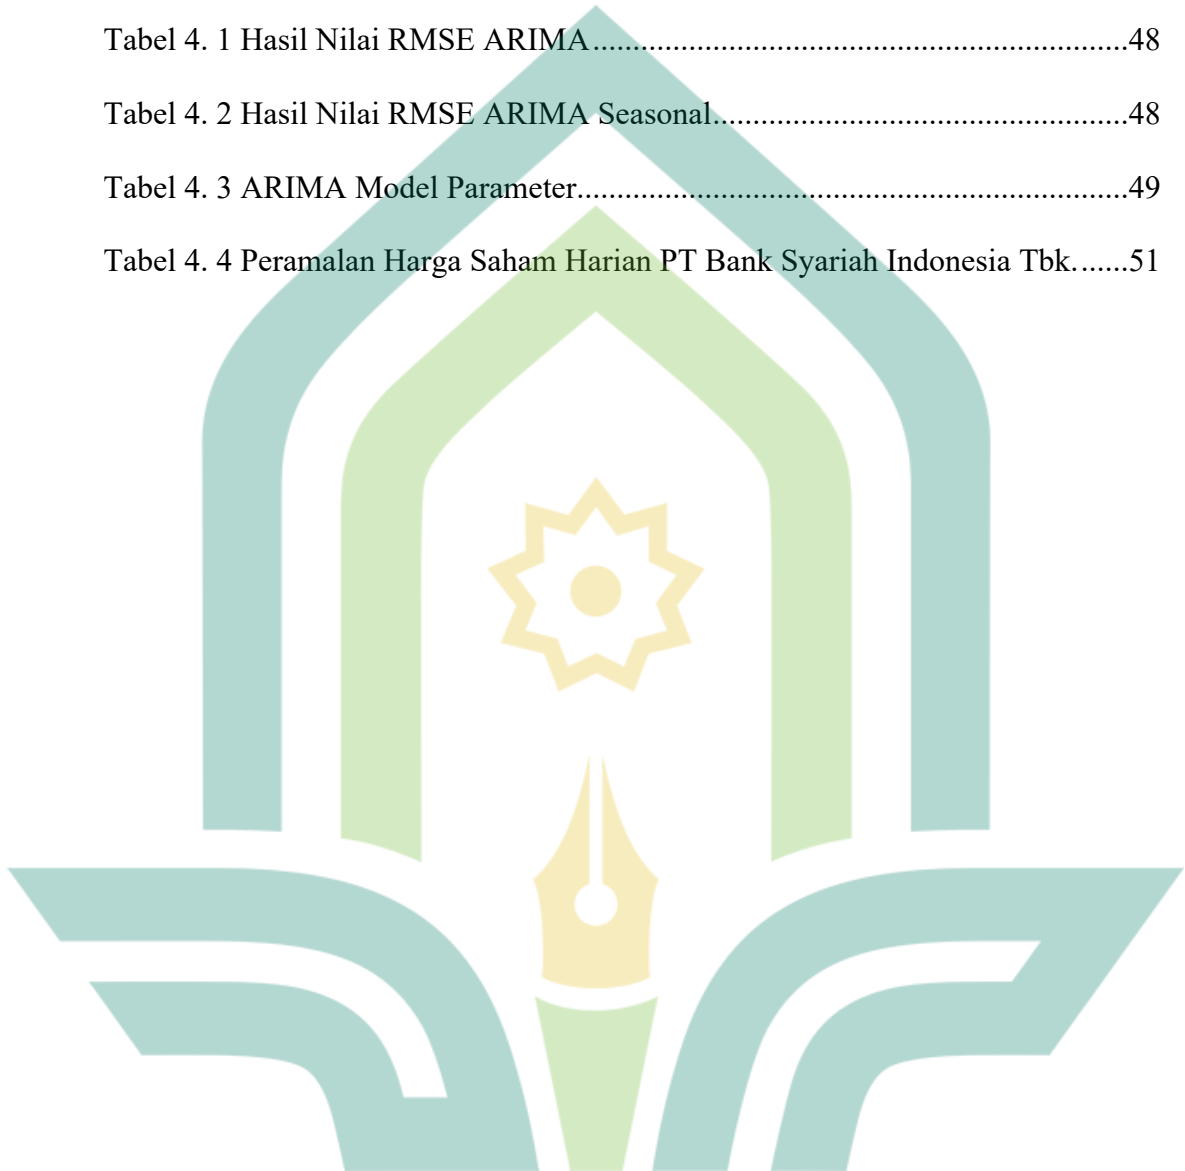 Tabel 4. 1 Hasil Nilai RMSE ARIMA....................................................................48
Tabel 4. 2 Hasil Nilai RMSE ARIMA Seasonal.....................................................48
Tabel 4. 3 ARIMA Model Parameter......................................................................49
Tabel 4. 4 Peramalan Harga Saham Harian PT Bank Syariah Indonesia Tbk.......51